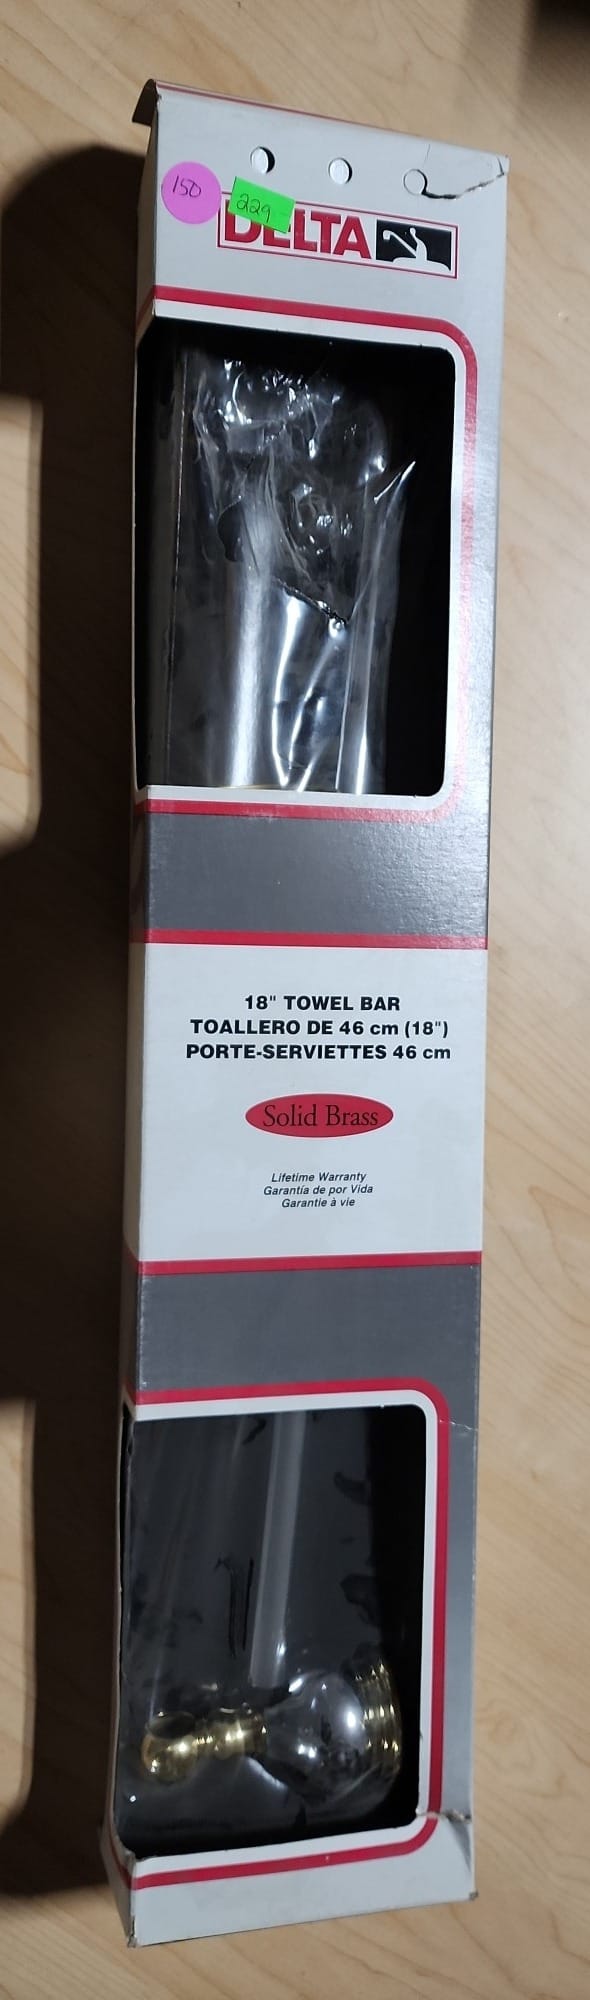 150
229-
DELTA
18" TOWEL BAR
TOALLERO DE 46 cm (18")
PORTE-SERVIETTES 46 cm
Solid Brass
Lifetime Warranty
Garantía de por Vida
Garantie à vie